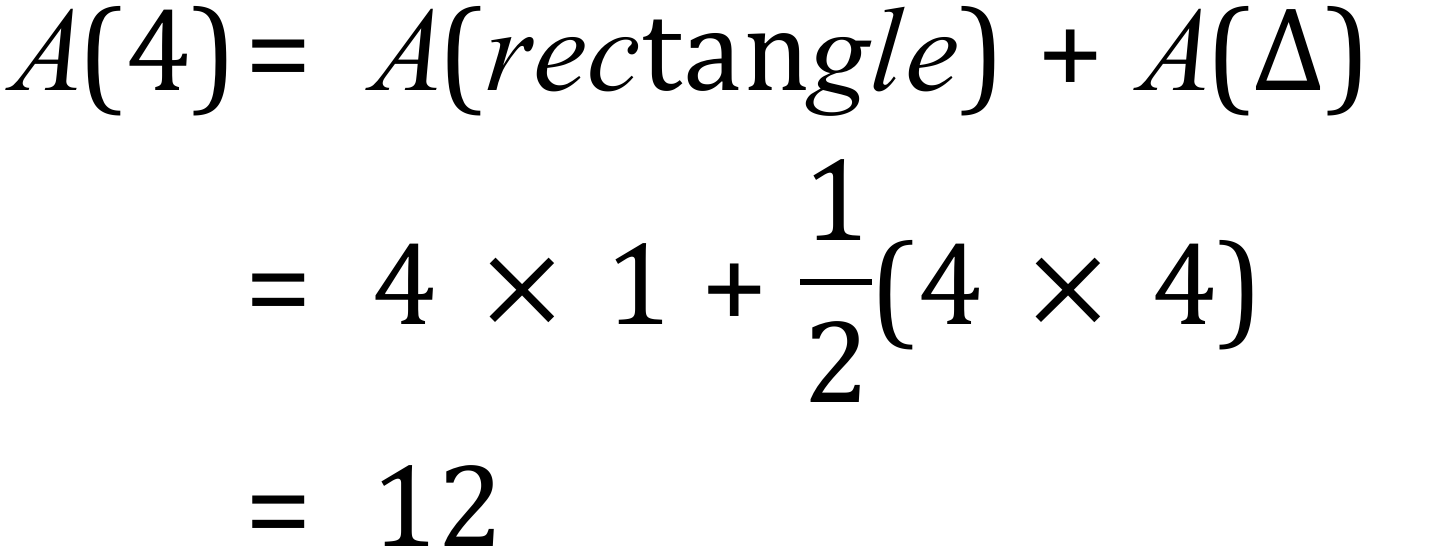 A(4) = A(rectangle) + A(Δ)
= 4 × 1 + 1/2(4 × 4)
= 12